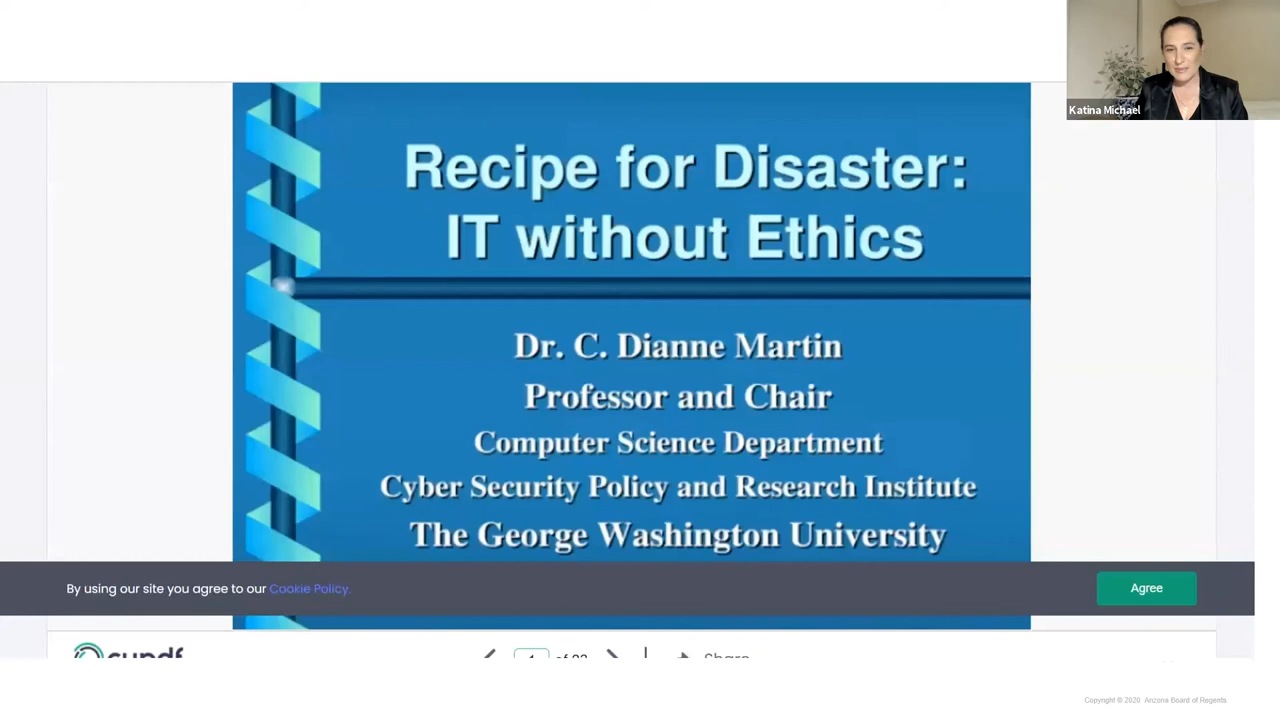 Katina Michael
Recipe for Disaster:
IT without Ethics
Dr. C. Dianne Martin
Professor and Chair
Computer Science Department
Cyber Security Policy and Research Institute
The George Washington University
By using our site you agree to our Cookie Policy.
Agree
of 23
Share
Copyright © 2020 Arizona Board of Regents